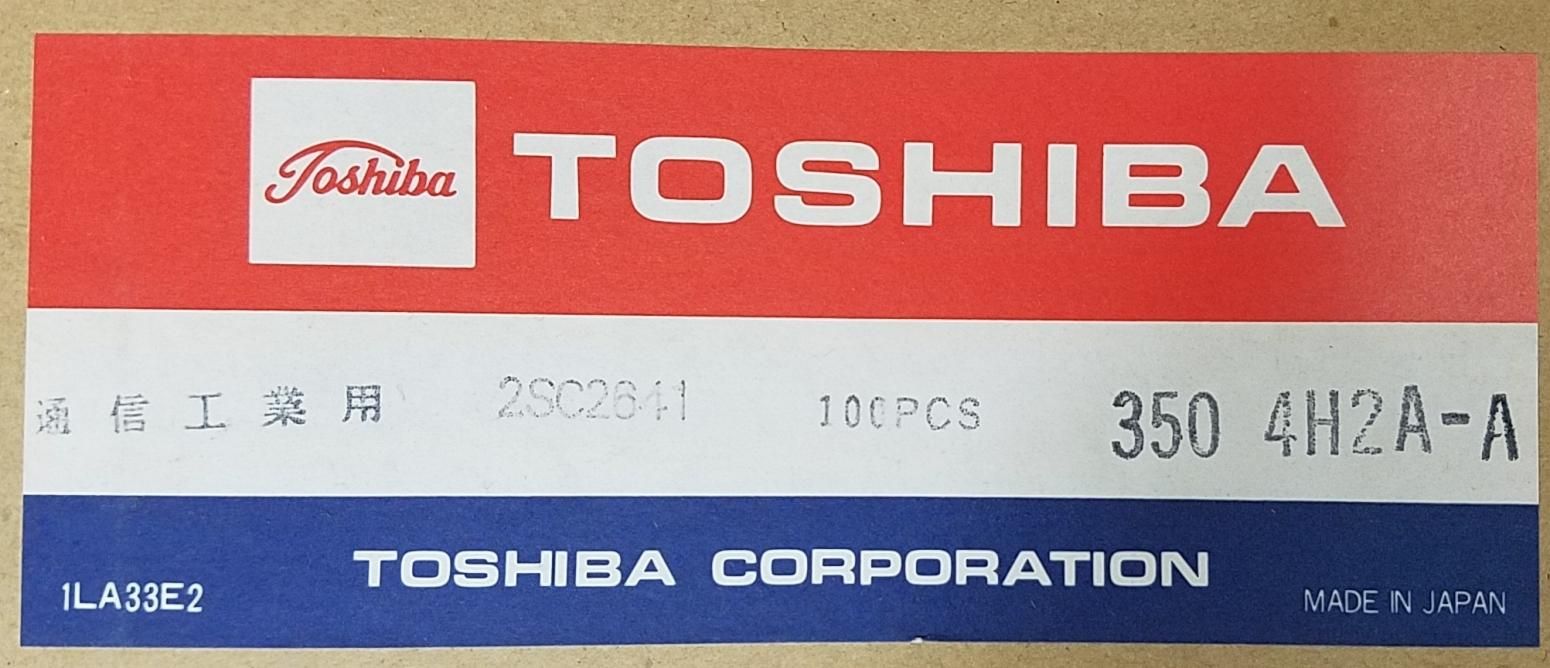 Toshiba TOSHIBA
通信工業用 2SC2641 100PCS 350 4H2A-A
TOSHIBA CORPORATION
1LA33E2 MADE IN JAPAN